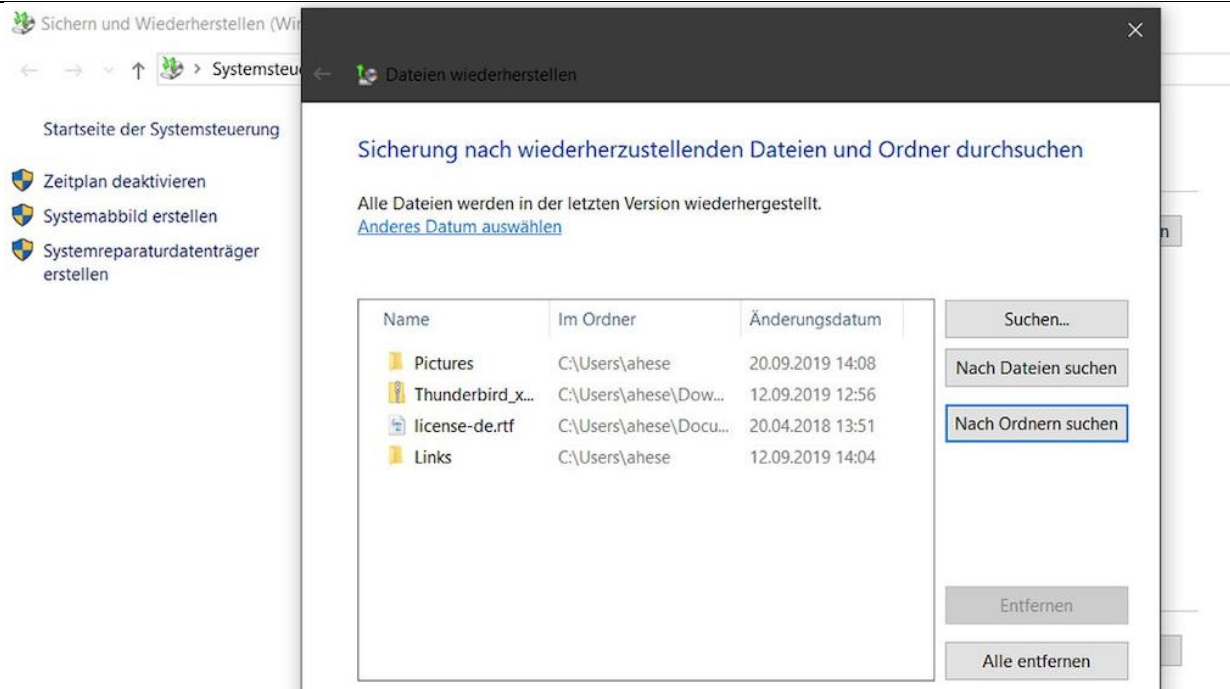 Sichern und Wiederherstellen (Wi
Systemsteu
Dateien wiederherstellen
Startseite der Systemsteuerung
Zeitplan deaktivieren
Systemabbild erstellen
Systemreparaturdatenträger
erstellen
Sicherung nach wiederherzustellenden Dateien und Ordner durchsuchen
Alle Dateien werden in der letzten Version wiederhergestellt.
Anderes Datum auswählen
n
Name Im Ordner Änderungsdatum
Pictures C:\Users\ahese 20.09.2019 14:08
Thunderbird_x... C:\Users\ahese\Dow... 12.09.2019 12:56
license-de.rtf C:\Users\ahese\Docu... 20.04.2018 13:51
Links C:\Users\ahese 12.09.2019 14:04
Suchen...
Nach Dateien suchen
Nach Ordnern suchen
Entfernen
Alle entfernen